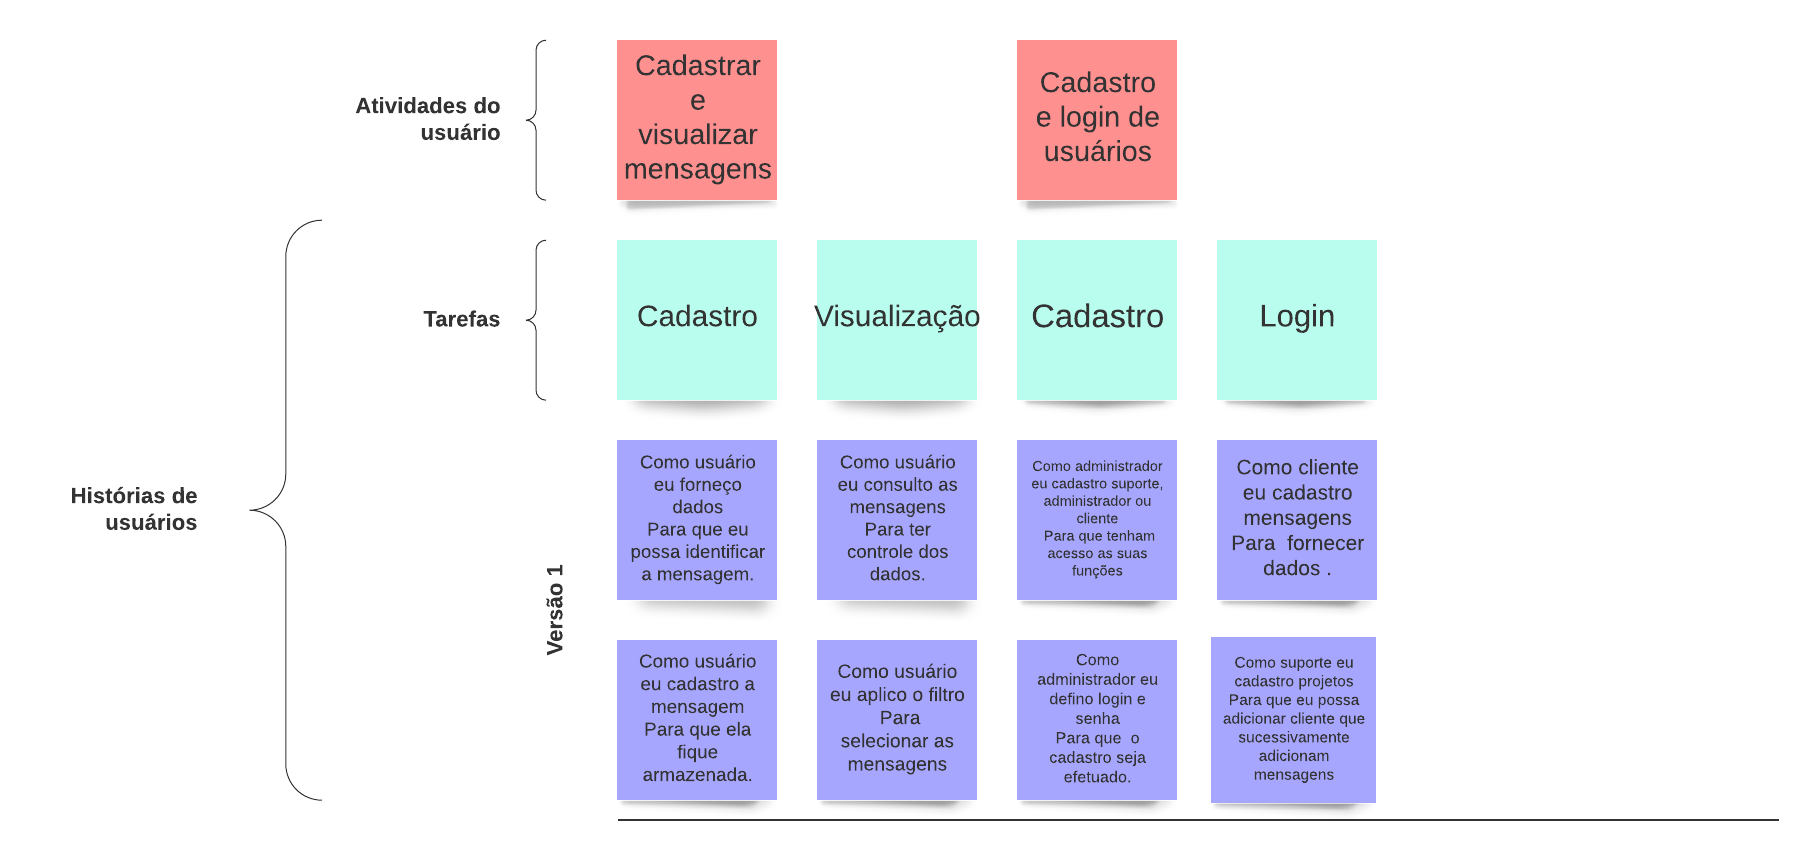 Atividades do
usuário
Cadastrar
e
visualizar
mensagens
Cadastro
e login de
usuários
Tarefas
Cadastro
Visualização
Cadastro
Login
Histórias de
usuários
Versão 1
Como usuário
eu forneço
dados
Para que eu
possa identificar
a mensagem.
Como usuário
eu consulto as
mensagens
Para ter
controle dos
dados.
Como administrador
eu cadastro suporte,
administrador ou
cliente
Para que tenham
acesso as suas
funções
Como cliente
eu cadastro
mensagens
Para  fornecer
dados .
Como usuário
eu cadastro a
mensagem
Para que ela
fique
armazenada.
Como usuário
eu aplico o filtro
Para
selecionar as
mensagens
Como
administrador eu
defino login e
senha
Para que  o
cadastro seja
efetuado.
Como suporte eu
cadastro projetos
Para que eu possa
adicionar cliente que
sucessivamente
adicionam
mensagens